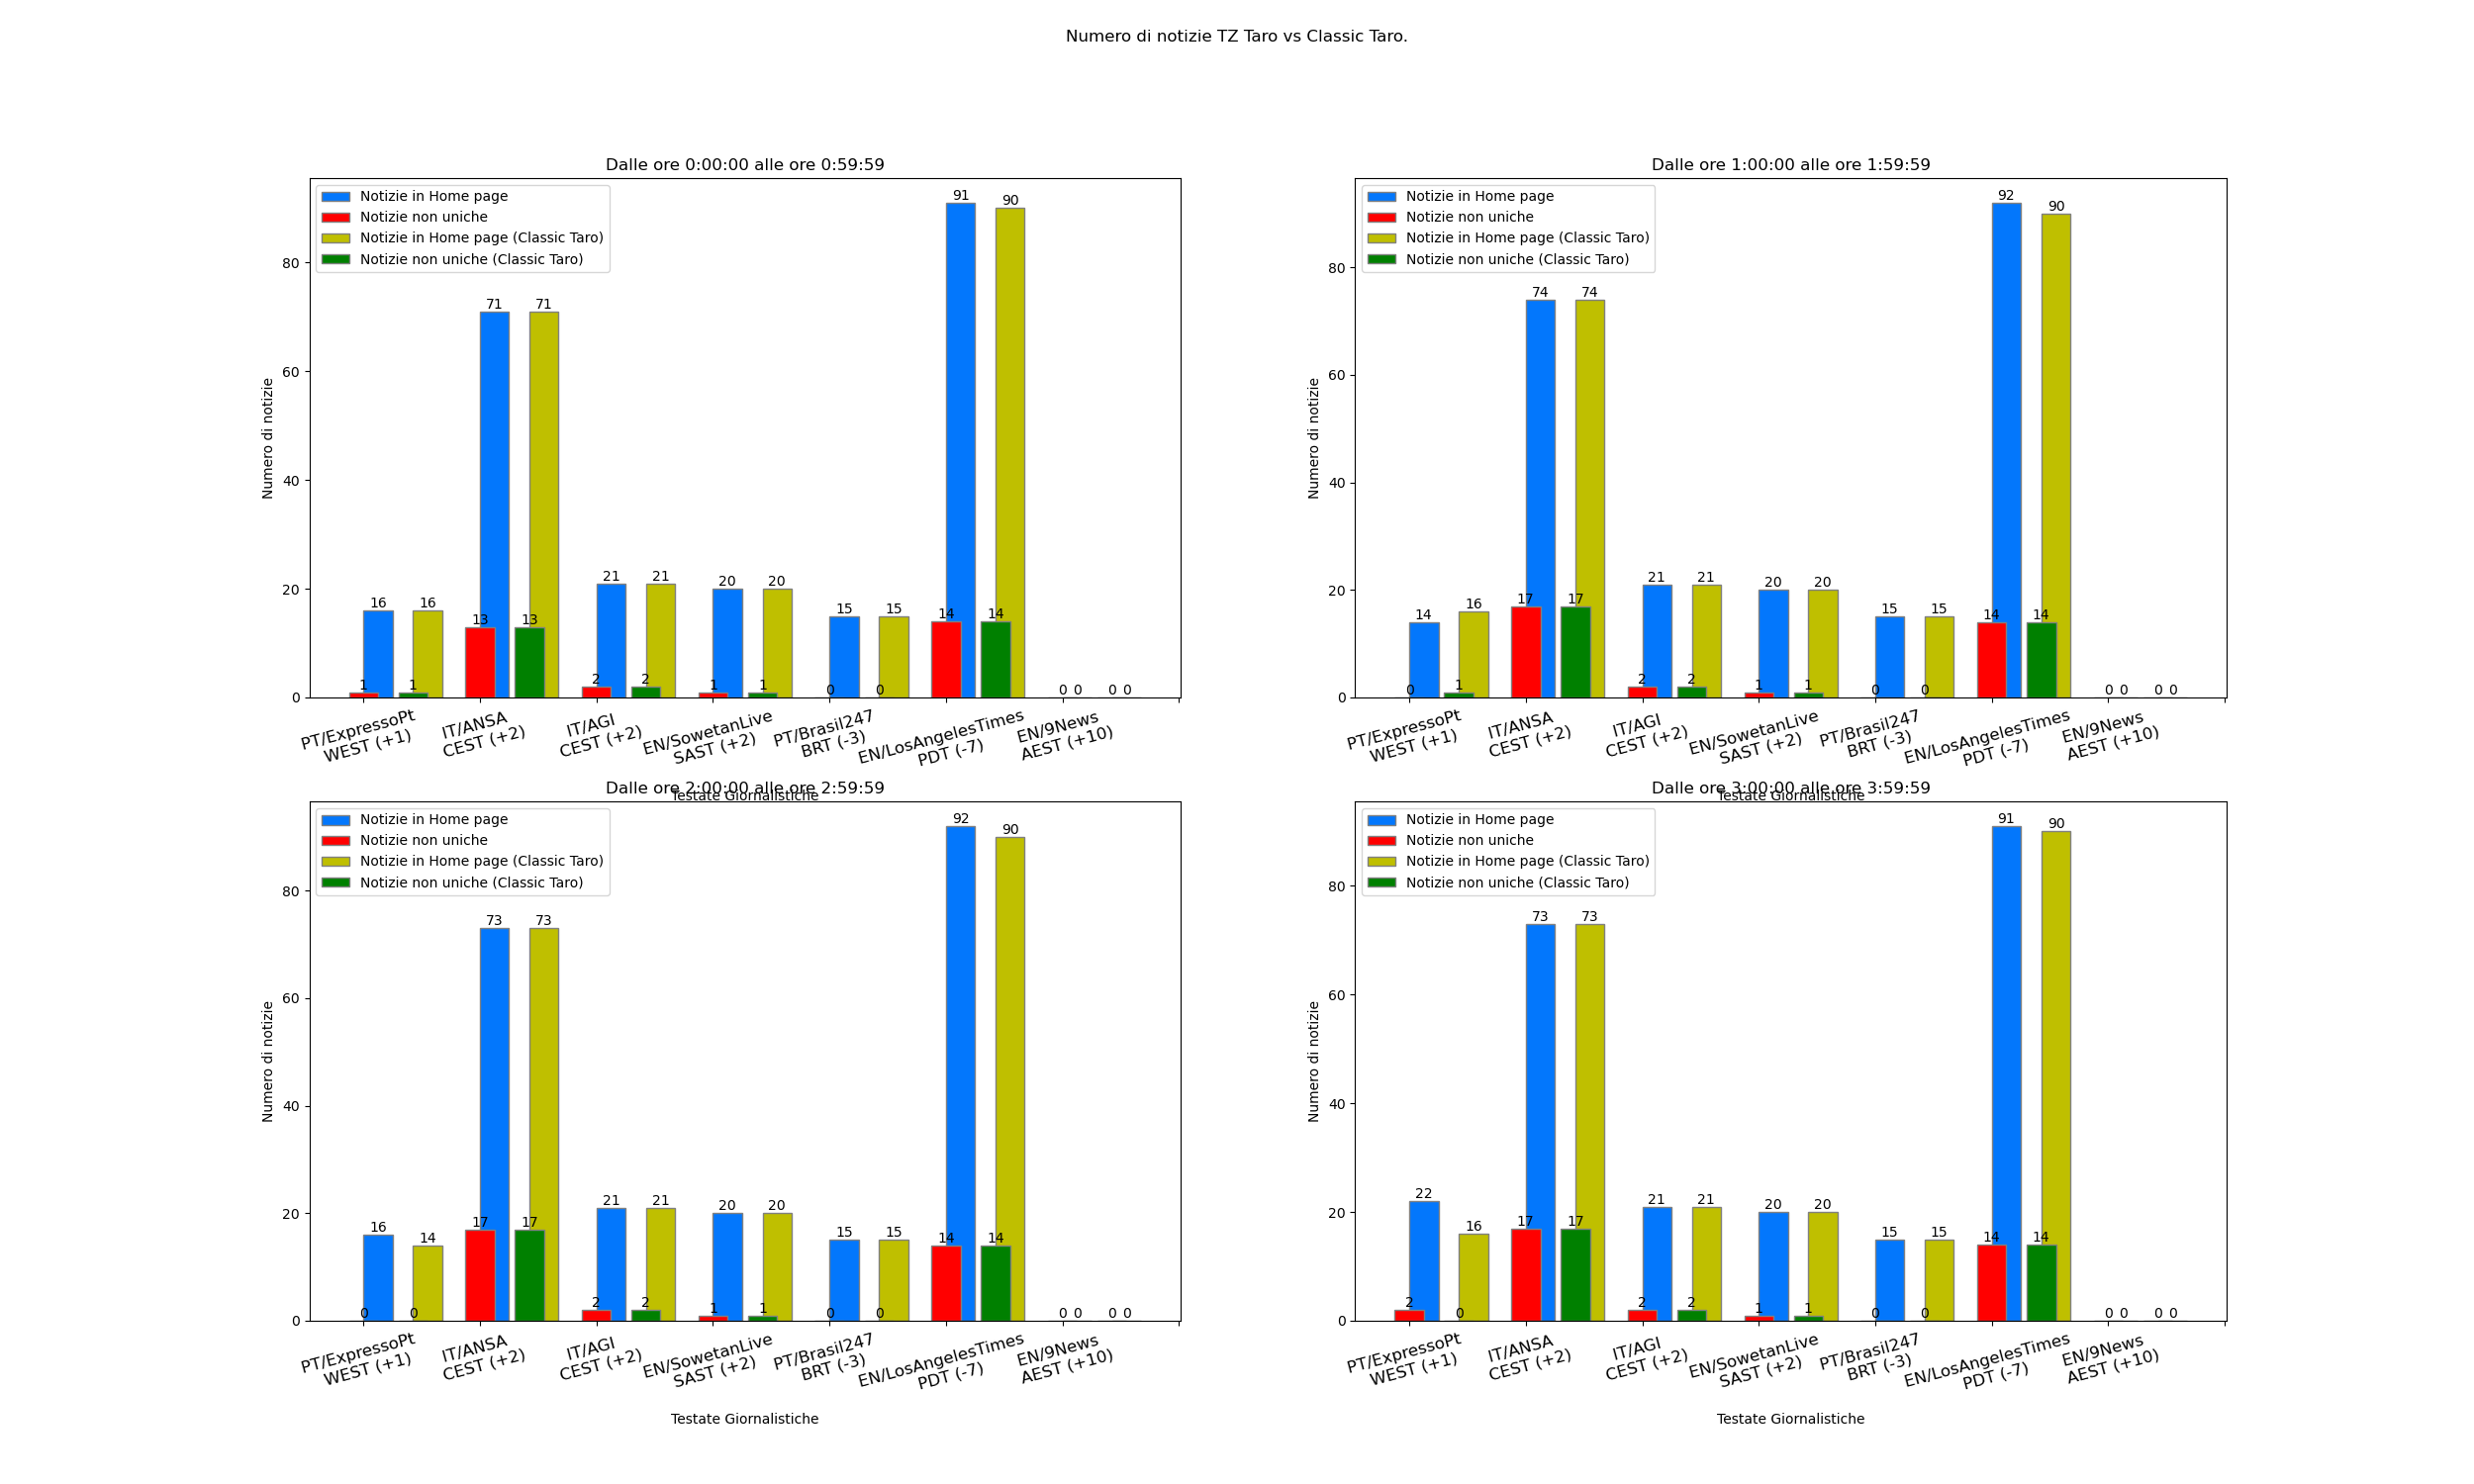 Numero di notizie TZ Taro vs Classic Taro.
Dalle ore 0:00:00 alle ore 0:59:59
Notizie in Home page
Notizie non uniche
Notizie in Home page (Classic Taro)
Notizie non uniche (Classic Taro)
Numero di notizie
80
60
40
20
0
16 16 71 71 21 21 20 20 15 15 91 90
1 1 13 13 2 2 1 1 0 0 14 14 0 0 0 0
PT/ExpressoPt
WEST (+1)
IT/ANSA
CEST (+2)
IT/AGI
CEST (+2)
EN/SowetanLive
SAST (+2)
PT/Brasil247
BRT (-3)
EN/LosAngelesTimes
PDT (-7)
EN/9News
AEST (+10)
Testate Giornalistiche
Dalle ore 1:00:00 alle ore 1:59:59
Notizie in Home page
Notizie non uniche
Notizie in Home page (Classic Taro)
Notizie non uniche (Classic Taro)
Numero di notizie
80
60
40
20
0
14 16 74 74 21 21 20 20 15 15 92 90
0 1 17 17 2 2 1 1 0 0 14 14 0 0 0 0
PT/ExpressoPt
WEST (+1)
IT/ANSA
CEST (+2)
IT/AGI
CEST (+2)
EN/SowetanLive
SAST (+2)
PT/Brasil247
BRT (-3)
EN/LosAngelesTimes
PDT (-7)
EN/9News
AEST (+10)
Testate Giornalistiche
Dalle ore 2:00:00 alle ore 2:59:59
Notizie in Home page
Notizie non uniche
Notizie in Home page (Classic Taro)
Notizie non uniche (Classic Taro)
Numero di notizie
80
60
40
20
0
16 14 73 73 21 21 20 20 15 15 92 90
0 0 17 17 2 2 1 1 0 0 14 14 0 0 0 0
PT/ExpressoPt
WEST (+1)
IT/ANSA
CEST (+2)
IT/AGI
CEST (+2)
EN/SowetanLive
SAST (+2)
PT/Brasil247
BRT (-3)
EN/LosAngelesTimes
PDT (-7)
EN/9News
AEST (+10)
Testate Giornalistiche
Dalle ore 3:00:00 alle ore 3:59:59
Notizie in Home page
Notizie non uniche
Notizie in Home page (Classic Taro)
Notizie non uniche (Classic Taro)
Numero di notizie
80
60
40
20
0
22 16 73 73 21 21 20 20 15 15 91 90
2 0 17 17 2 2 1 1 0 0 14 14 0 0 0 0
PT/ExpressoPt
WEST (+1)
IT/ANSA
CEST (+2)
IT/AGI
CEST (+2)
EN/SowetanLive
SAST (+2)
PT/Brasil247
BRT (-3)
EN/LosAngelesTimes
PDT (-7)
EN/9News
AEST (+10)
Testate Giornalistiche